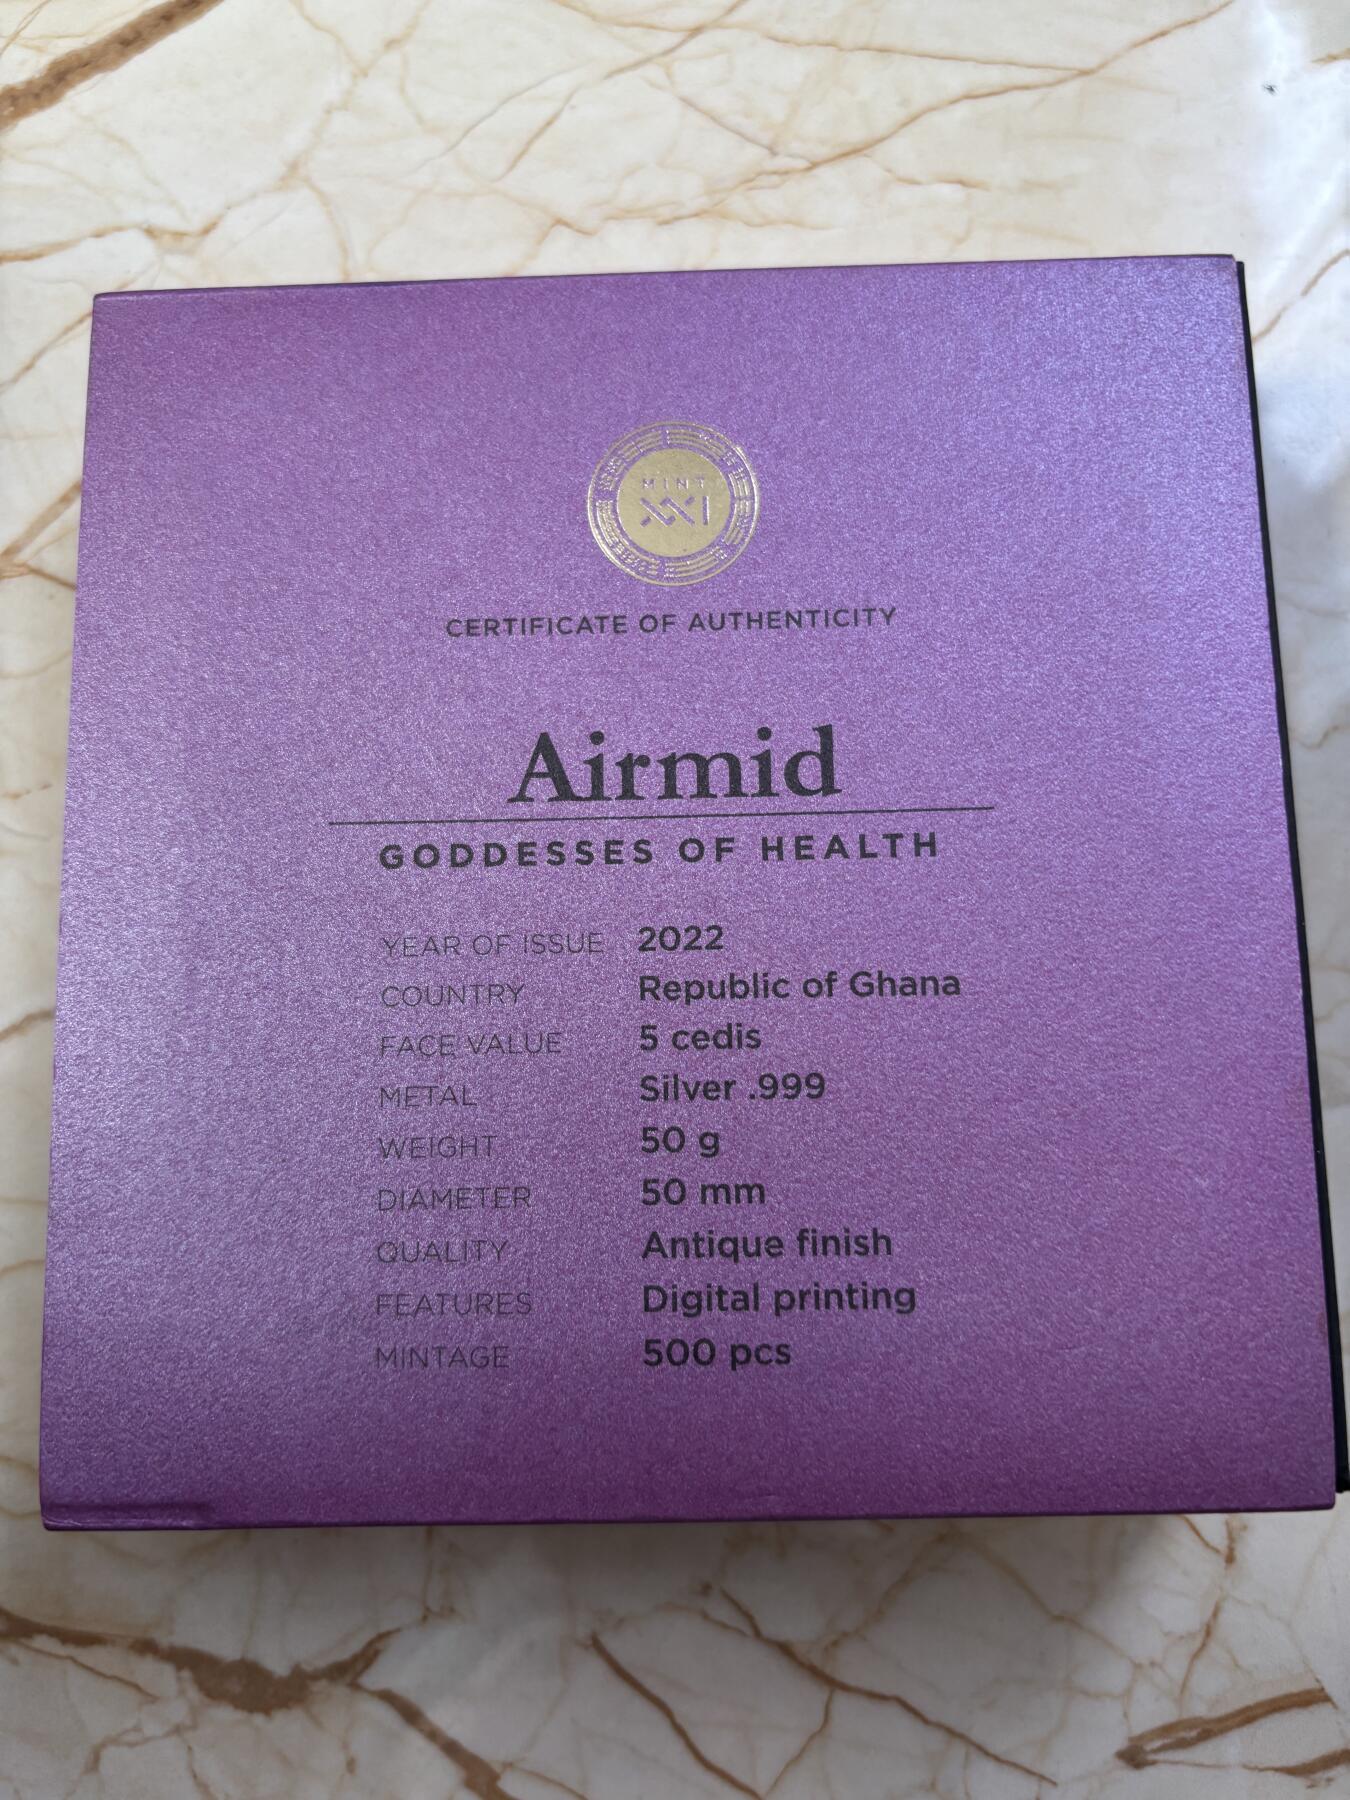 MINT
XXI
CERTIFICATE OF AUTHENTICITY
Airmid
GODDESSES OF HEALTH
YEAR OF ISSUE 2022
COUNTRY Republic of Ghana
FACE VALUE 5 cedis
METAL Silver .999
WEIGHT 50 g
DIAMETER 50 mm
QUALITY Antique finish
FEATURES Digital printing
MINTAGE 500 pcs